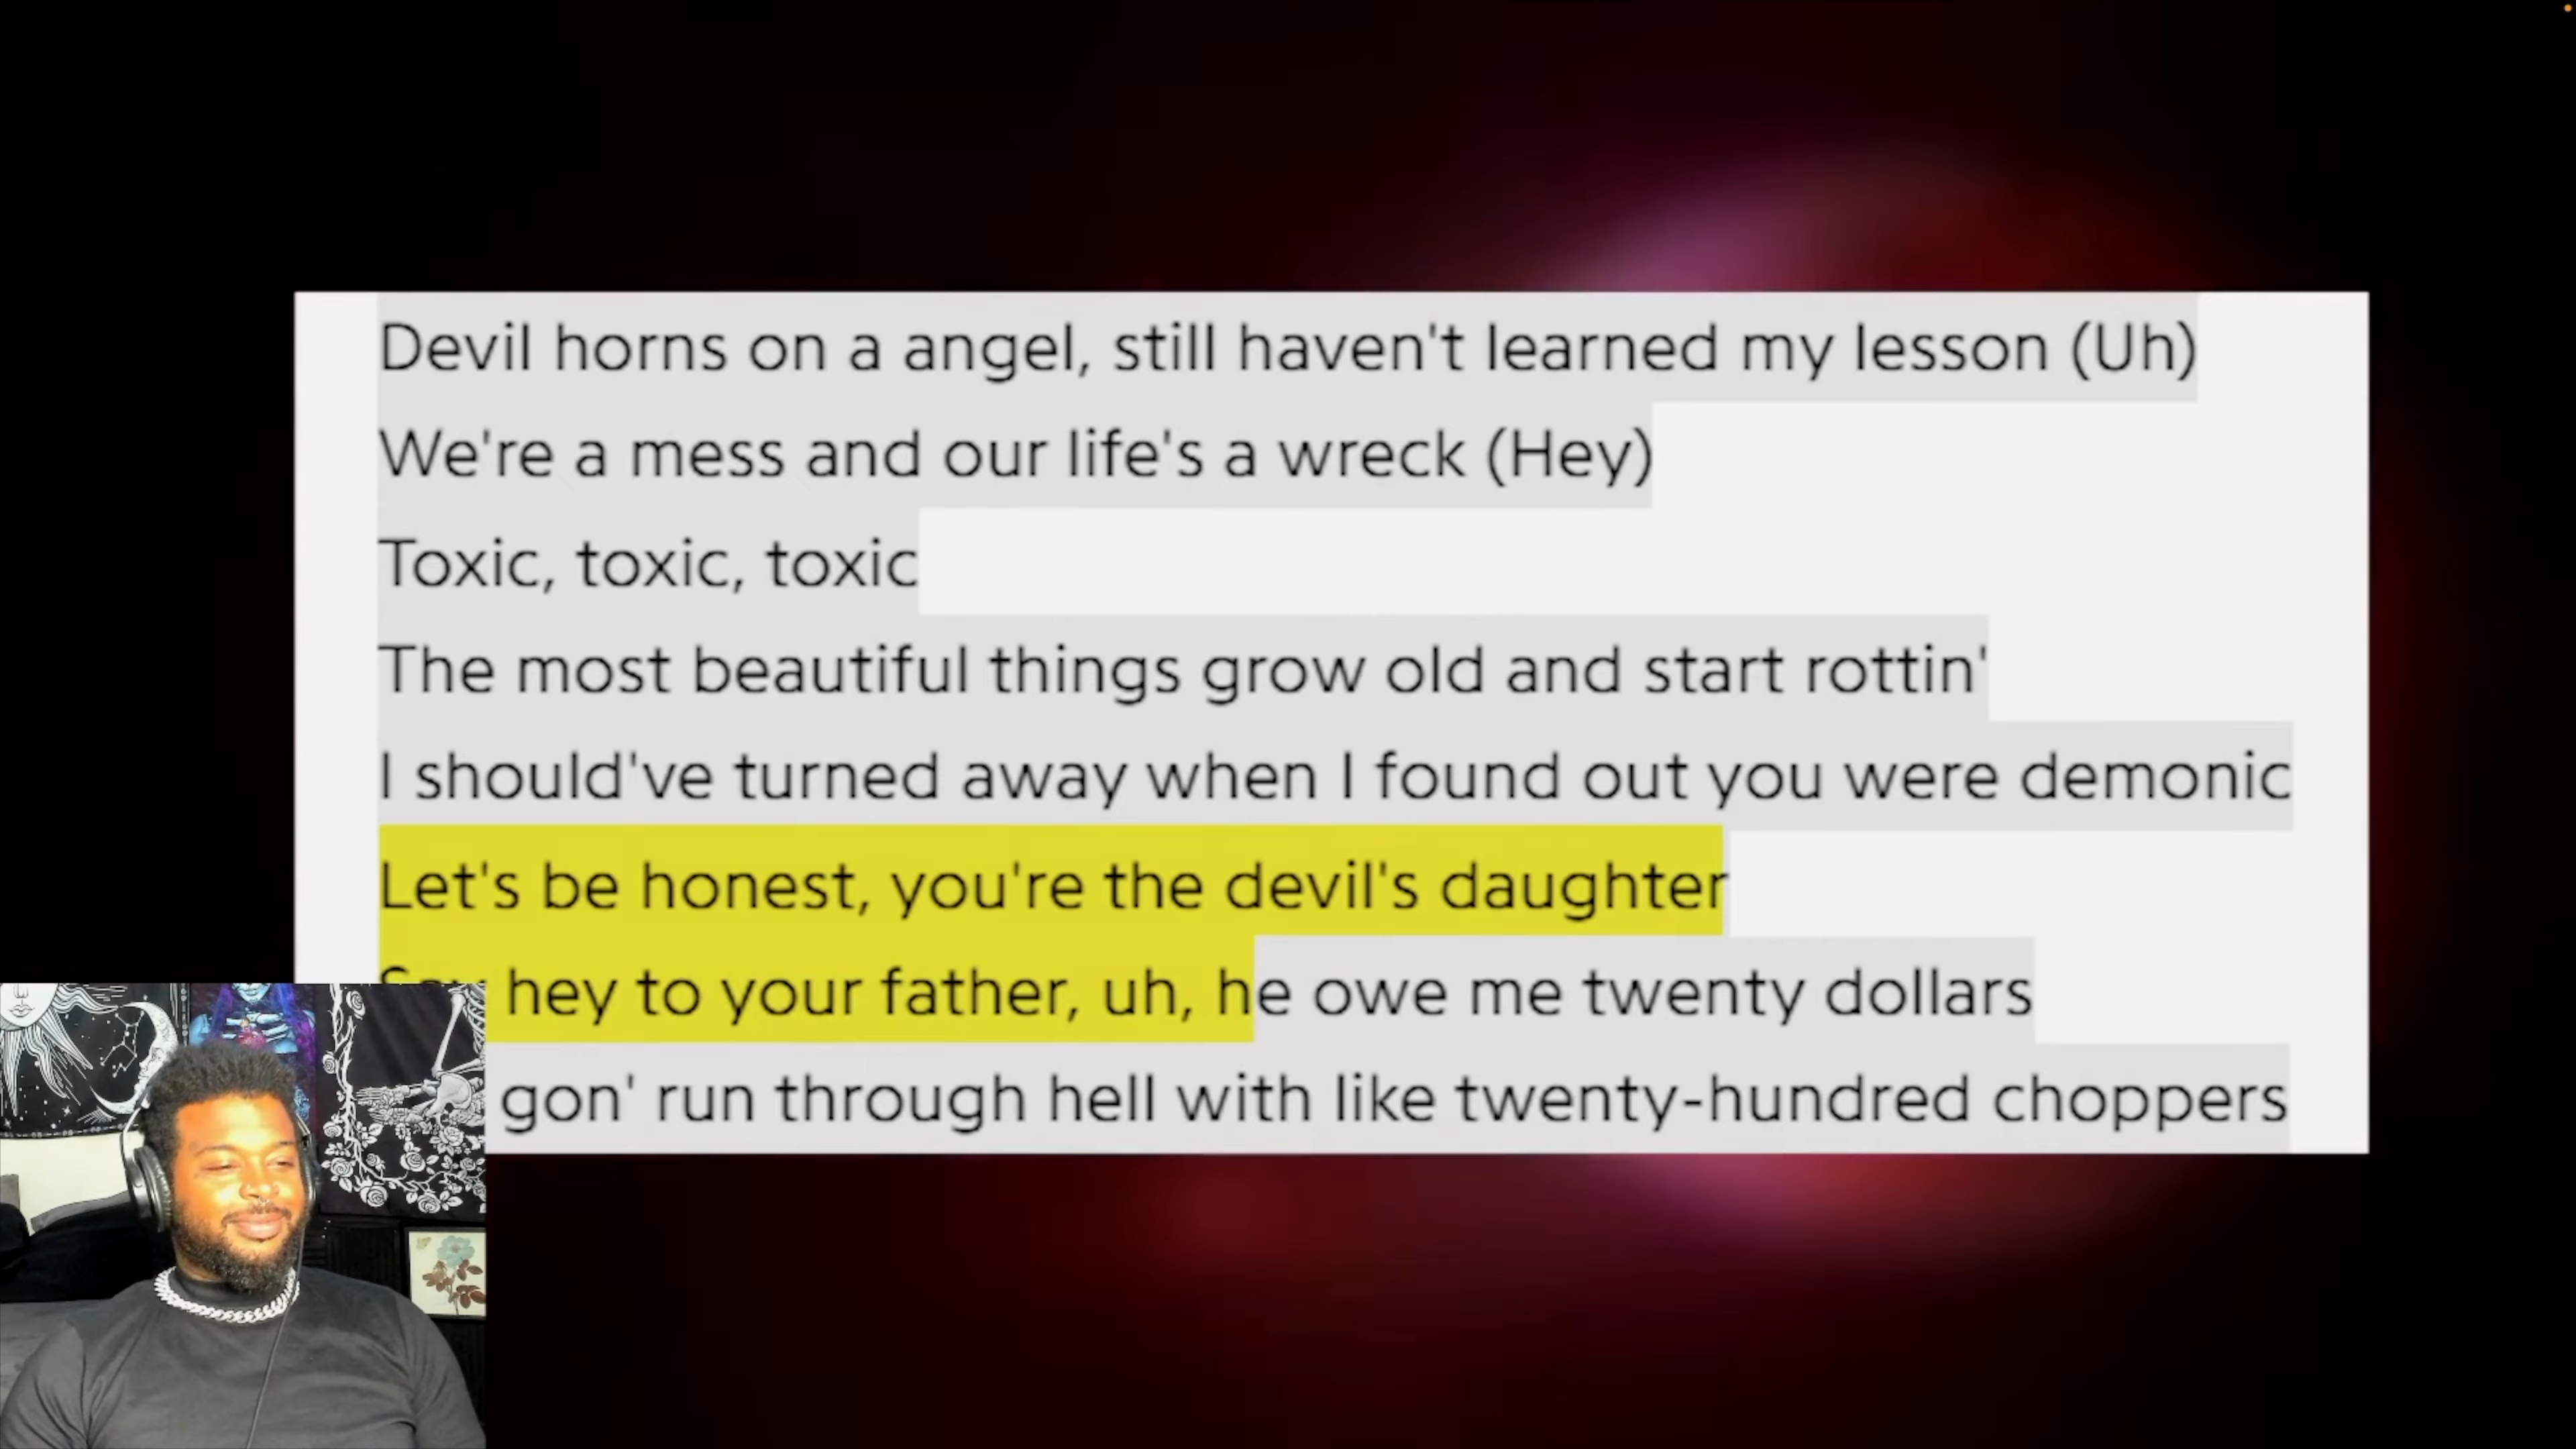 Devil horns on a angel, still haven't learned my lesson (Uh)
We're a mess and our life's a wreck (Hey)
Toxic, toxic, toxic
The most beautiful things grow old and start rottin'
I should've turned away when I found out you were demonic
Let's be honest, you're the devil's daughter
Say hey to your father, uh, he owe me twenty dollars
gon' run through hell with like twenty-hundred choppers